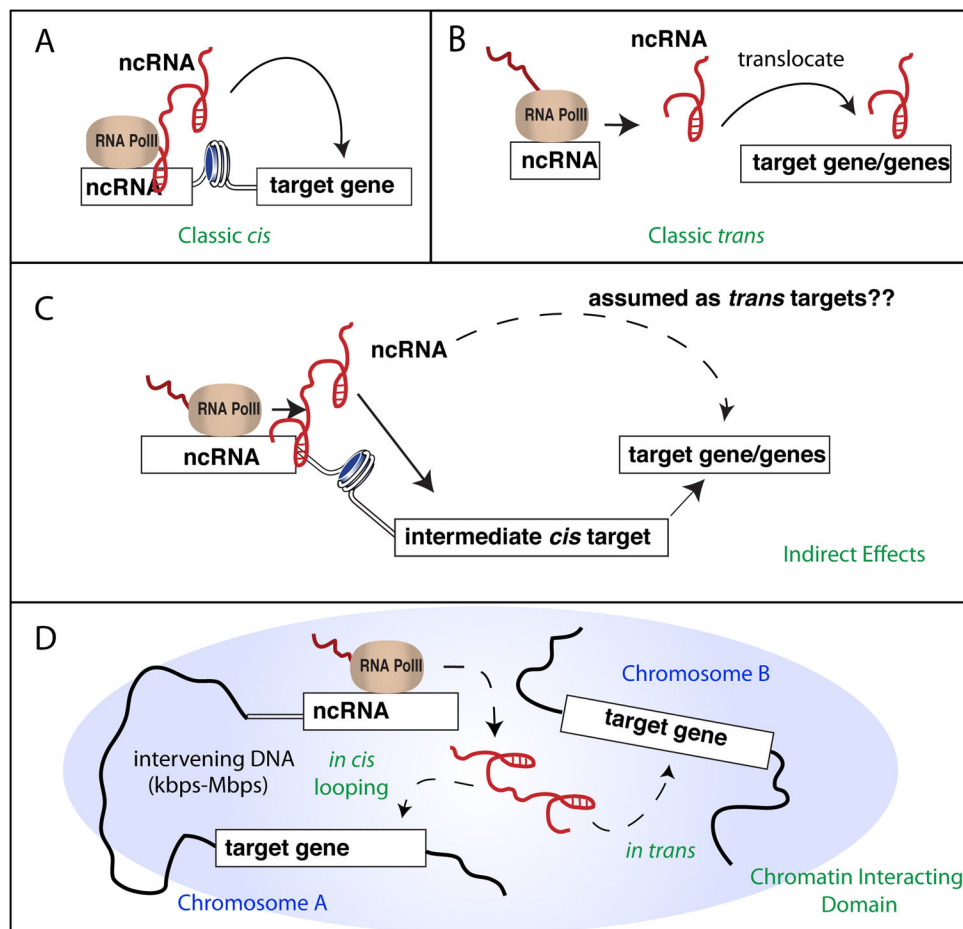 A
ncRNA
RNA PolII
ncRNA
target gene
Classic cis
B
ncRNA
translocate
RNA PolII
ncRNA
target gene/genes
Classic trans
C
assumed as trans targets??
ncRNA
RNA PolII
ncRNA
target gene/genes
intermediate cis target
Indirect Effects
D
RNA PolII
ncRNA
Chromosome B
target gene
intervening DNA
(kbps-Mbps)
in cis
looping
target gene
in trans
Chromosome A
Chromatin Interacting
Domain